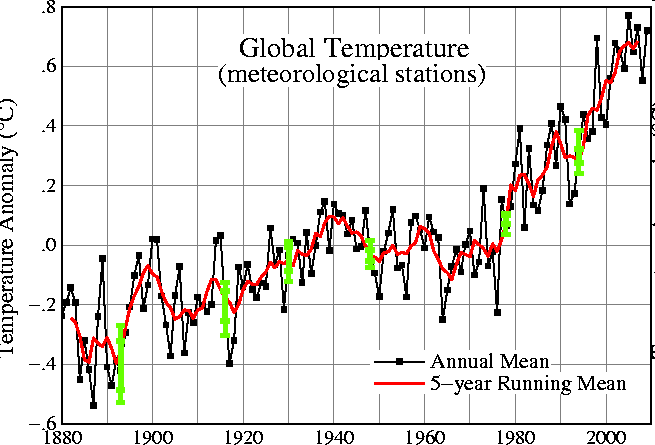 Global Temperature
(meteorological stations)
Temperature Anomaly (°C)
.8
.6
.4
.2
.0
−.2
−.4
−.6
Annual Mean
5−year Running Mean
1880 1900 1920 1940 1960 1980 2000